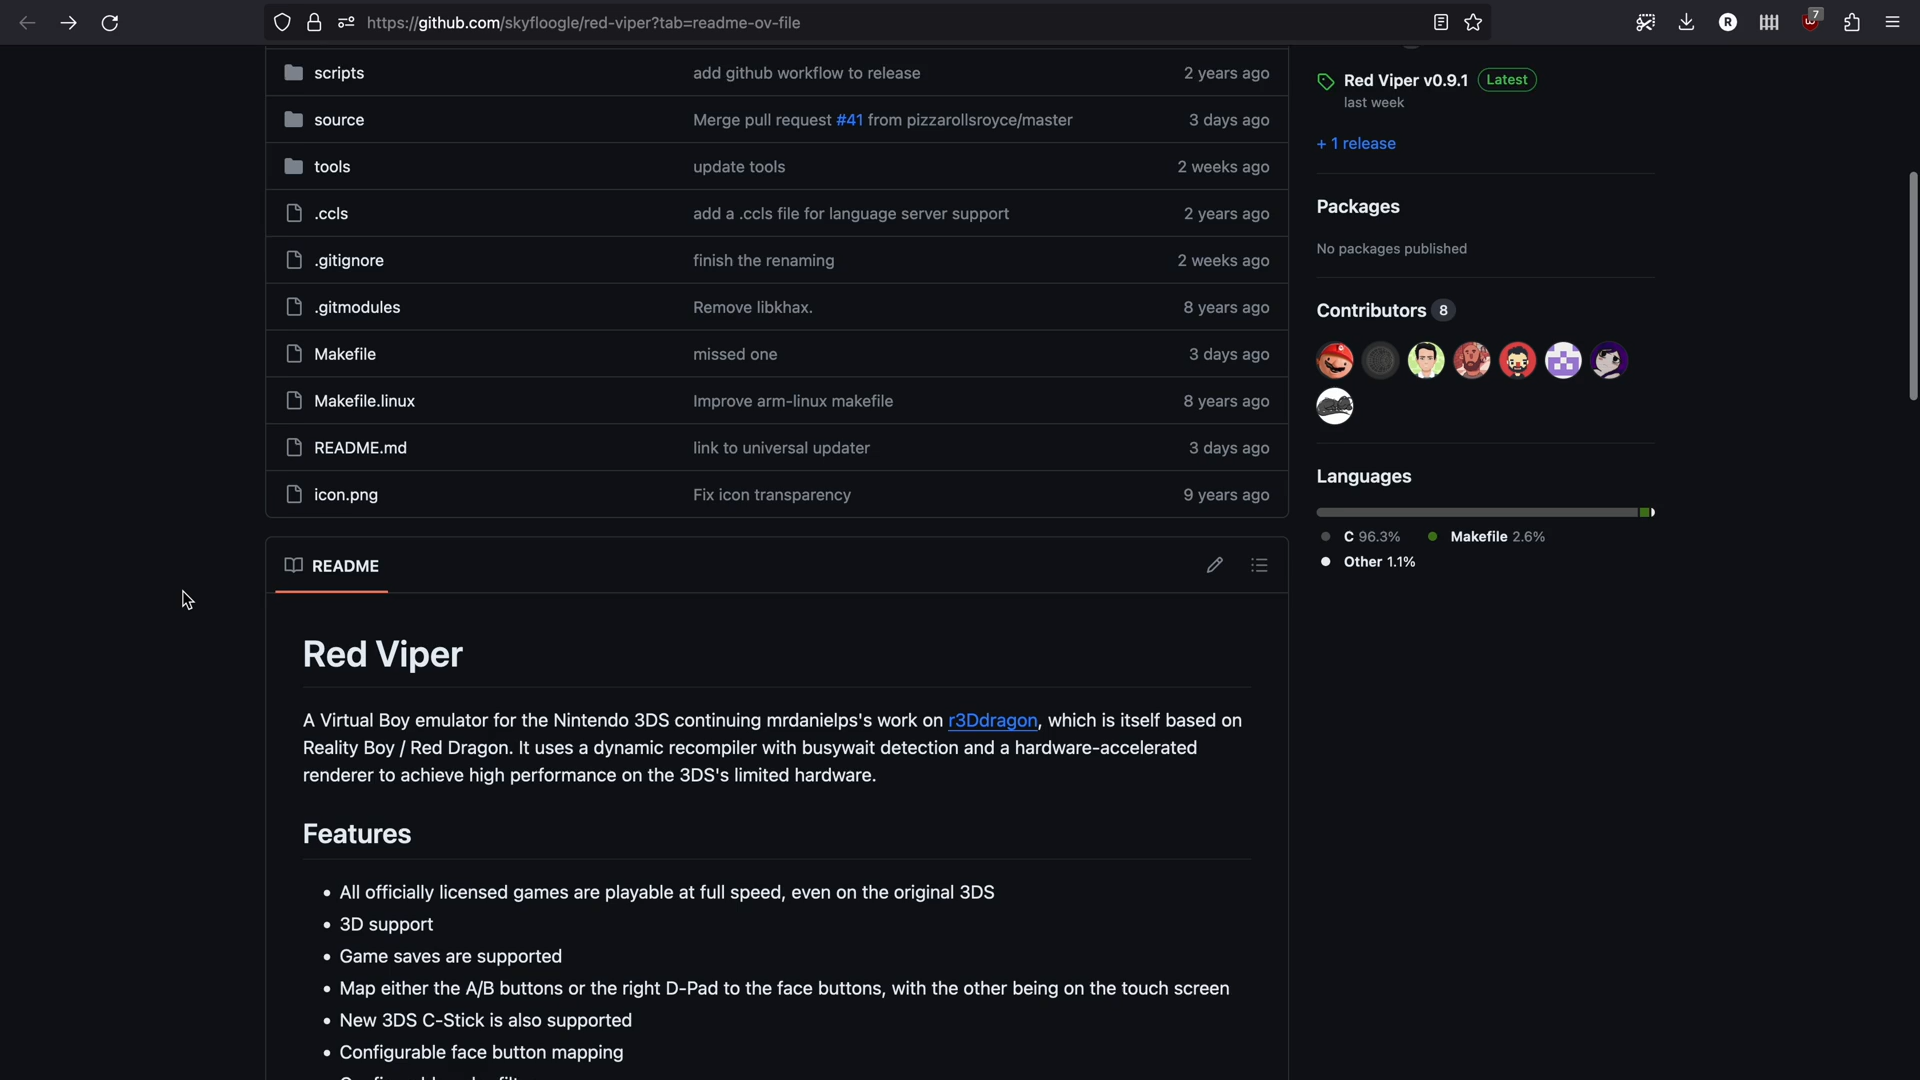 https://github.com/skyfloogle/red-viper?tab=readme-ov-file
R
7
scripts add github workflow to release 2 years ago
source Merge pull request #41 from pizzarollsroyce/master 3 days ago
tools update tools 2 weeks ago
.ccls add a .ccls file for language server support 2 years ago
.gitignore finish the renaming 2 weeks ago
.gitmodules Remove libkhax. 8 years ago
Makefile missed one 3 days ago
Makefile.linux Improve arm-linux makefile 8 years ago
README.md link to universal updater 3 days ago
icon.png Fix icon transparency 9 years ago
README
Red Viper
A Virtual Boy emulator for the Nintendo 3DS continuing mrdanielps's work on r3Ddragon, which is itself based on
Reality Boy / Red Dragon. It uses a dynamic recompiler with busywait detection and a hardware-accelerated
renderer to achieve high performance on the 3DS's limited hardware.
Features
• All officially licensed games are playable at full speed, even on the original 3DS
• 3D support
• Game saves are supported
• Map either the A/B buttons or the right D-Pad to the face buttons, with the other being on the touch screen
• New 3DS C-Stick is also supported
• Configurable face button mapping
Red Viper v0.9.1 Latest
last week
+ 1 release
Packages
No packages published
Contributors 8
Languages
C 96.3% Makefile 2.6%
Other 1.1%